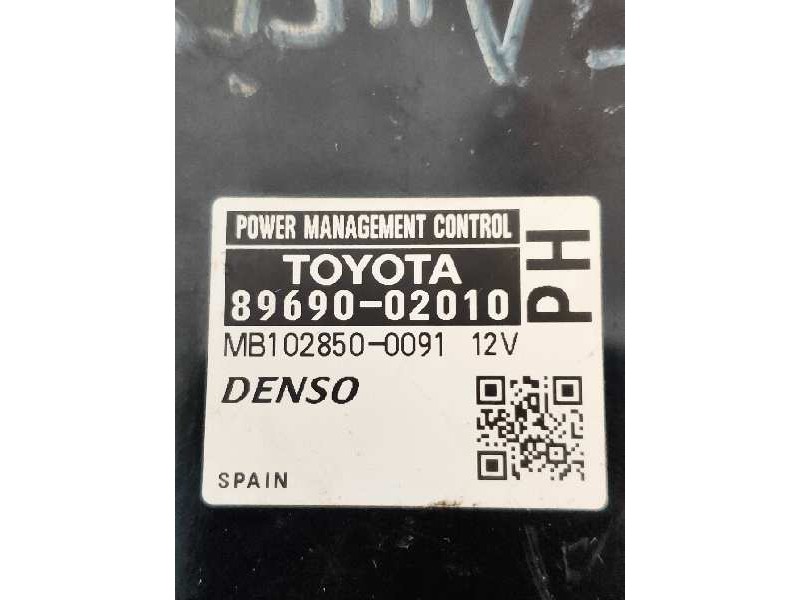 POWER MANAGEMENT CONTROL
TOYOTA
89690-02010
PH
MB102850-0091 12V
DENSO
SPAIN